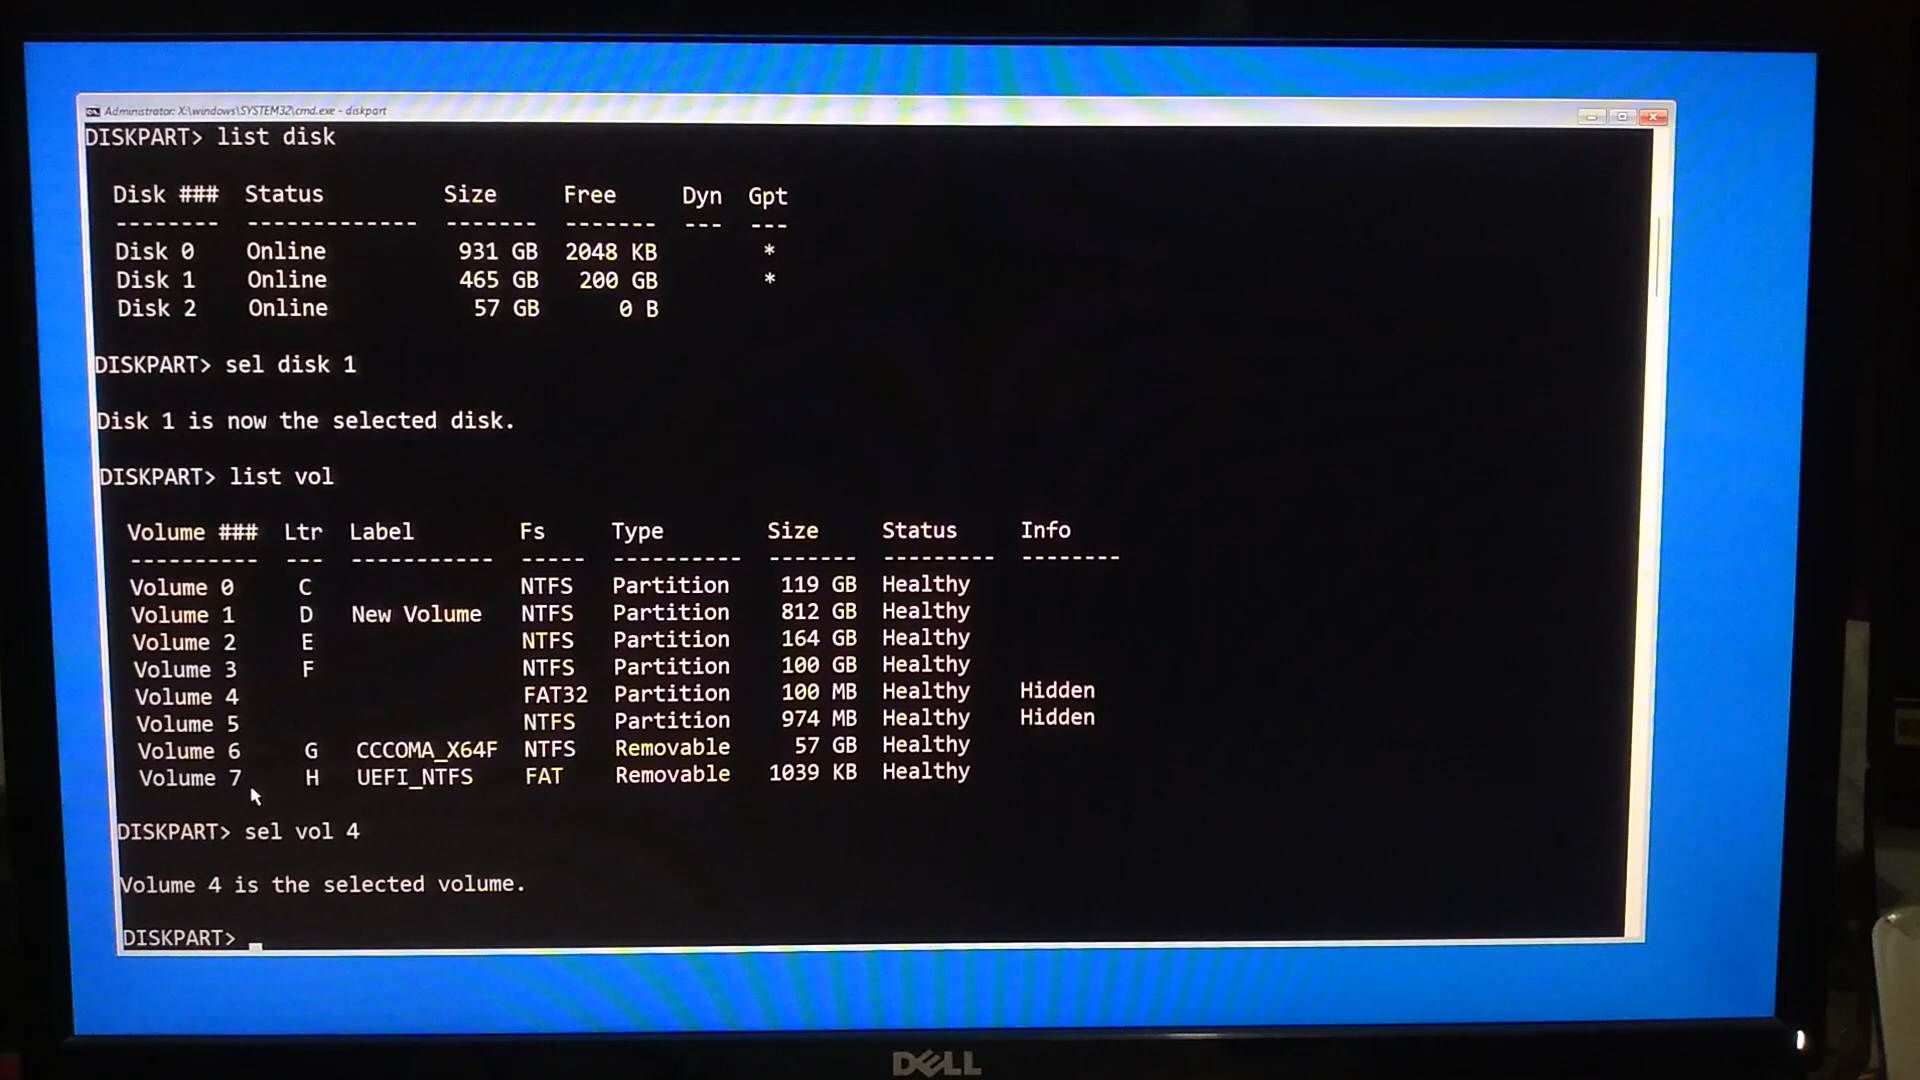 Administrator: X:\windows\SYSTEM32\cmd.exe - diskpart
DISKPART> list disk
Disk ### Status Size Free Dyn Gpt
-------- ------------- ------- ------- --- ---
Disk 0 Online 931 GB 2048 KB *
Disk 1 Online 465 GB 200 GB *
Disk 2 Online 57 GB 0 B
DISKPART> sel disk 1
Disk 1 is now the selected disk.
DISKPART> list vol
Volume ### Ltr Label Fs Type Size Status Info
---------- --- ----------- ----- ---------- ------- --------- --------
Volume 0 C NTFS Partition 119 GB Healthy
Volume 1 D New Volume NTFS Partition 812 GB Healthy
Volume 2 E NTFS Partition 164 GB Healthy
Volume 3 F NTFS Partition 100 GB Healthy
Volume 4 FAT32 Partition 100 MB Healthy Hidden
Volume 5 NTFS Partition 974 MB Healthy Hidden
Volume 6 G CCCOMA_X64F NTFS Removable 57 GB Healthy
Volume 7 H UEFI_NTFS FAT Removable 1039 KB Healthy
DISKPART> sel vol 4
Volume 4 is the selected volume.
DISKPART>
DELL